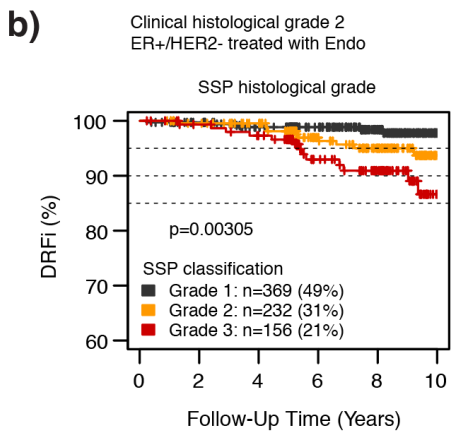 b)
Clinical histological grade 2
ER+/HER2- treated with Endo
SSP histological grade
DRFi (%)
100
90
80
70
60
p=0.00305
SSP classification
Grade 1: n=369 (49%)
Grade 2: n=232 (31%)
Grade 3: n=156 (21%)
0 2 4 6 8 10
Follow-Up Time (Years)